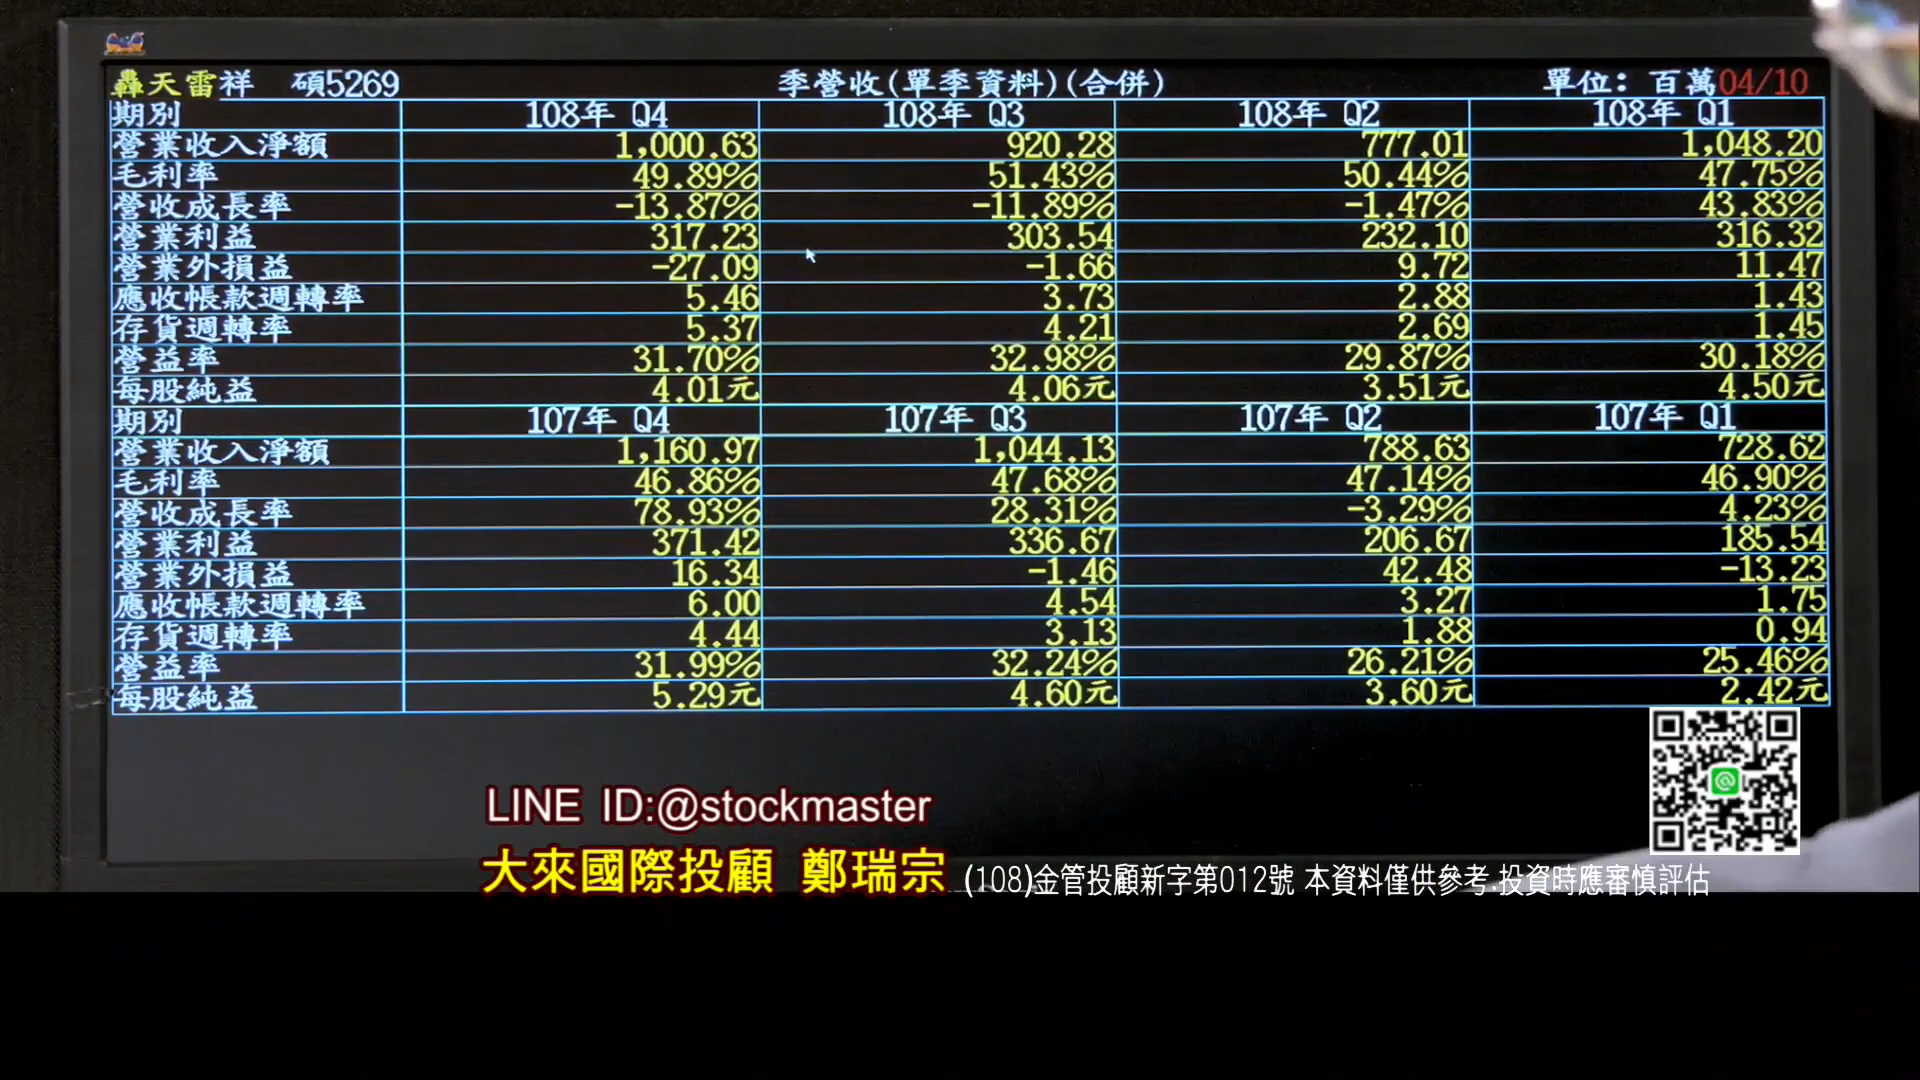 轟天雷祥 碩5269 季營收(單季資料)(合併) 單位: 百萬04/10
期別 108年 Q4 108年 Q3 108年 Q2 108年 Q1
營業收入淨額 1,000.63 920.28 777.01 1,048.20
毛利率 49.89% 51.43% 50.44% 47.75%
營收成長率 -13.87% -11.89% -1.47% 43.83%
營業利益 317.23 303.54 232.10 316.32
營業外損益 -27.09 -1.66 9.72 11.47
應收帳款週轉率 5.46 3.73 2.88 1.43
存貨週轉率 5.37 4.21 2.69 1.45
營益率 31.70% 32.98% 29.87% 30.18%
每股純益 4.01元 4.06元 3.51元 4.50元
期別 107年 Q4 107年 Q3 107年 Q2 107年 Q1
營業收入淨額 1,160.97 1,044.13 788.63 728.62
毛利率 46.86% 47.68% 47.14% 46.90%
營收成長率 78.93% 28.31% -3.29% 4.23%
營業利益 371.42 336.67 206.67 185.54
營業外損益 16.34 -1.46 42.48 -13.23
應收帳款週轉率 6.00 4.54 3.27 1.75
存貨週轉率 4.44 3.13 1.88 0.94
營益率 31.99% 32.24% 26.21% 25.46%
每股純益 5.29元 4.60元 3.60元 2.42元
LINE ID:@stockmaster
大來國際投顧 鄭瑞宗 (108)金管投顧新字第012號 本資料僅供參考.投資時應審慎評估